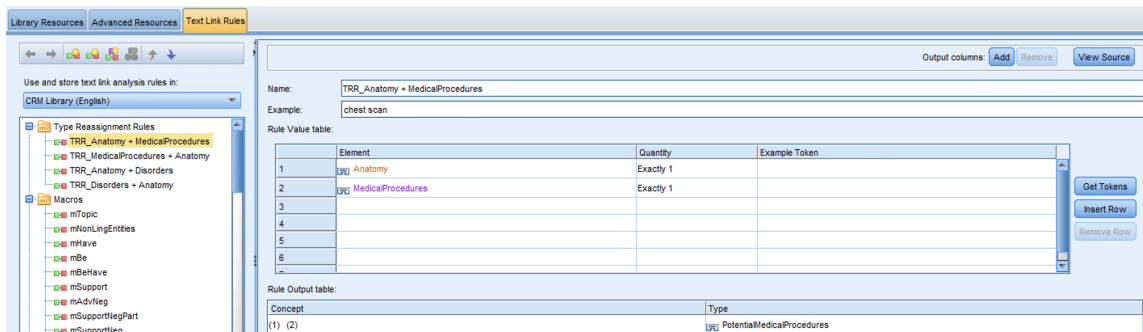 Library Resources Advanced Resources Text Link Rules
Output columns: Add Remove View Source
Use and store text link analysis rules in:
CRM Library (English)
Name: TRR_Anatomy + MedicalProcedures
Example: chest scan
Rule Value table:
Type Reassignment Rules
TRR_Anatomy + MedicalProcedures
TRR_MedicalProcedures + Anatomy
TRR_Anatomy + Disorders
TRR_Disorders + Anatomy
Macros
mTopic
mNonLingEntities
mHave
mBe
mBeHave
mSupport
mAdvNeg
mSupportNegPart
mSupportNeg
Element Quantity Example Token
1 Anatomy Exactly 1
2 MedicalProcedures Exactly 1
3
4
5
6
Get Tokens
Insert Row
Remove Row
Rule Output table:
Concept Type
(1) (2) PotentialMedicalProcedures